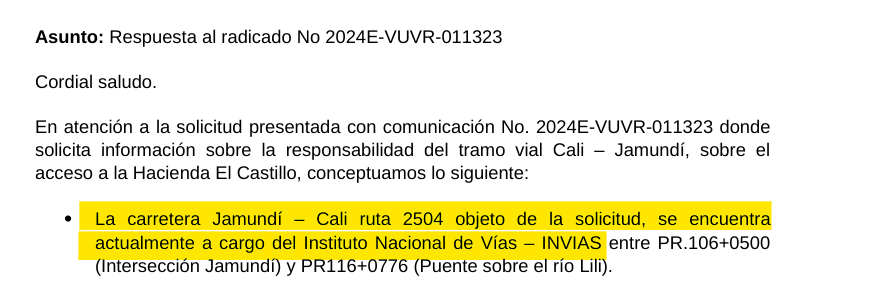 Asunto: Respuesta al radicado No 2024E-VUVR-011323
Cordial saludo.
En atención a la solicitud presentada con comunicación No. 2024E-VUVR-011323 donde
solicita información sobre la responsabilidad del tramo vial Cali – Jamundí, sobre el
acceso a la Hacienda El Castillo, conceptuamos lo siguiente:
• La carretera Jamundí – Cali ruta 2504 objeto de la solicitud, se encuentra
actualmente a cargo del Instituto Nacional de Vías – INVIAS entre PR.106+0500
(Intersección Jamundí) y PR116+0776 (Puente sobre el río Lili).